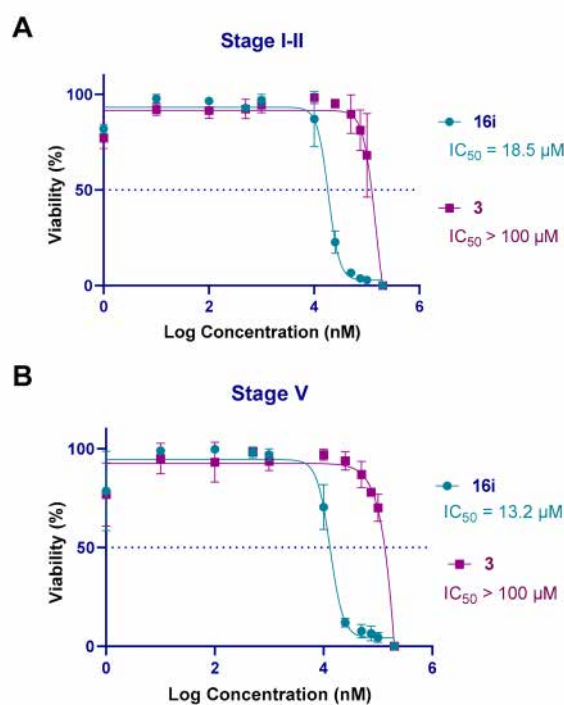 A
Stage I-II
100
50
0
Viability (%)
0
2
4
6
Log Concentration (nM)
16i
IC50 = 18.5 µM
3
IC50 > 100 µM
B
Stage V
100
50
0
Viability (%)
0
2
4
6
Log Concentration (nM)
16i
IC50 = 13.2 µM
3
IC50 > 100 µM